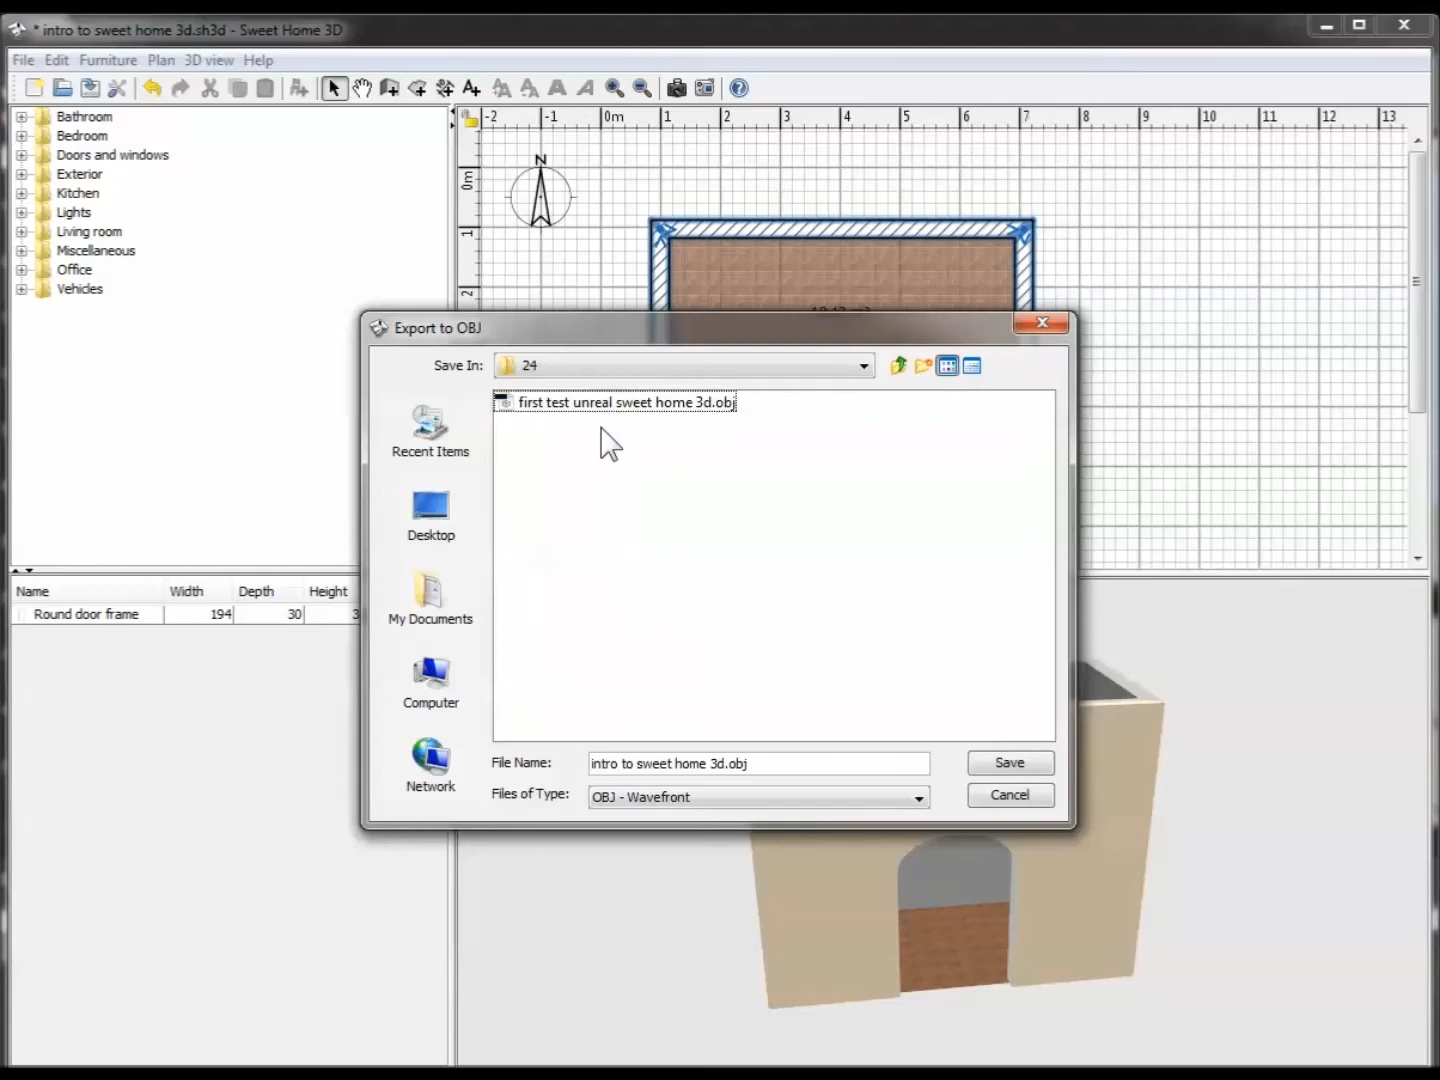 * intro to sweet home 3d.sh3d - Sweet Home 3D
File Edit Furniture Plan 3D view Help
Bathroom
Bedroom
Doors and windows
Exterior
Kitchen
Lights
Living room
Miscellaneous
Office
Vehicles
-2 -1 0m 1 2 3 4 5 6 7 8 9 10 11 12 13
0m
1
2
N
Export to OBJ
Save In: 24
first test unreal sweet home 3d.obj
Recent Items
Desktop
My Documents
Computer
Network
File Name: intro to sweet home 3d.obj Save
Files of Type: OBJ - Wavefront Cancel
Name Width Depth Height
Round door frame 194 30